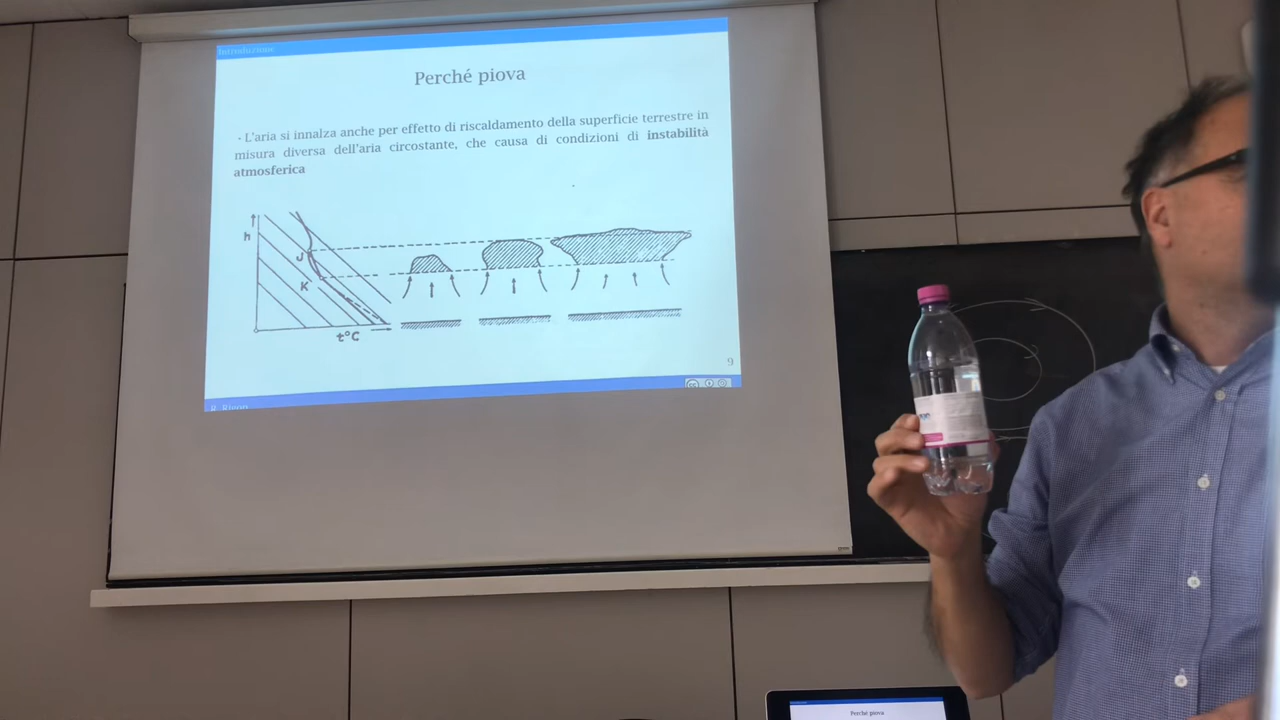 Introduzione
Perché piova
- L'aria si innalza anche per effetto di riscaldamento della superficie terrestre in
misura diversa dell'aria circostante, che causa di condizioni di instabilità
atmosferica
h
J
K
t°C
9
Perché piova